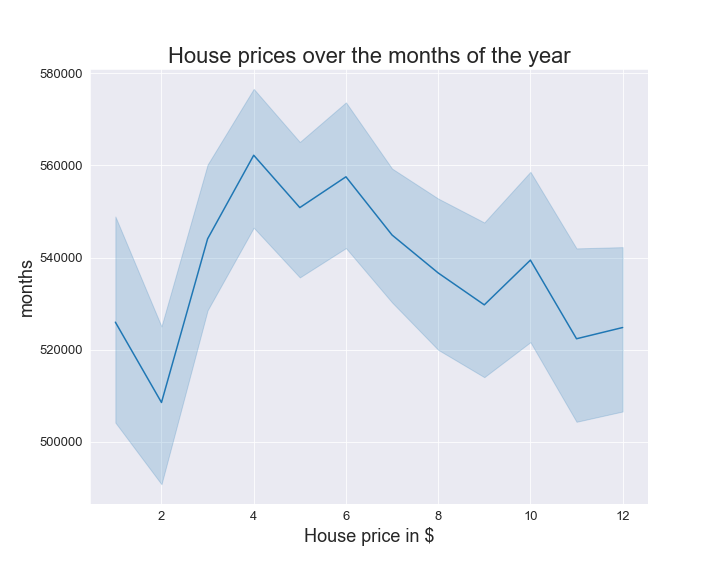 House prices over the months of the year
580000
560000
540000
520000
500000
months
2 4 6 8 10 12
House price in $